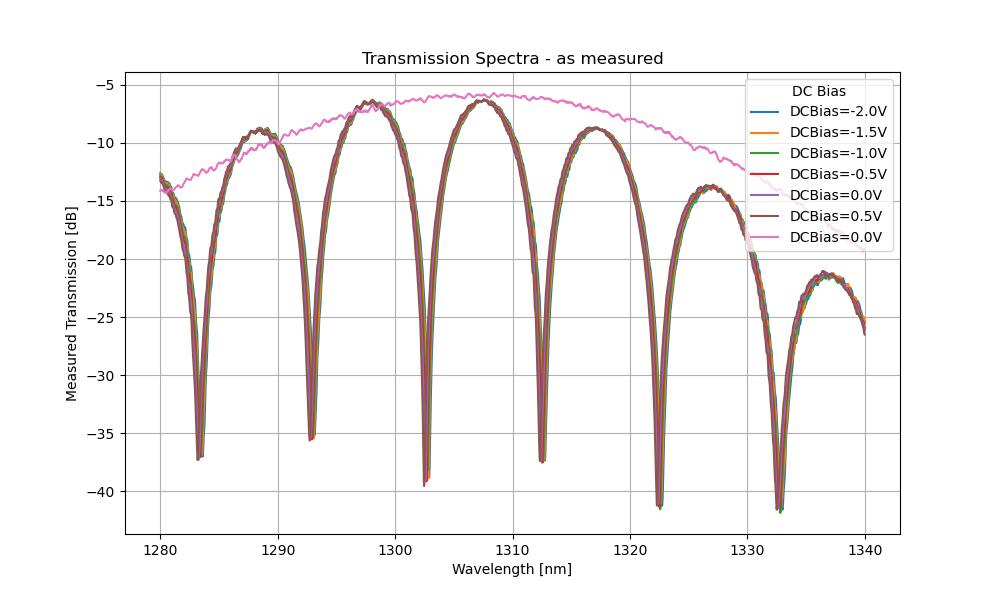 Transmission Spectra - as measured
DC Bias
DCBias=-2.0V
DCBias=-1.5V
DCBias=-1.0V
DCBias=-0.5V
DCBias=0.0V
DCBias=0.5V
DCBias=0.0V
Measured Transmission [dB]
−5
−10
−15
−20
−25
−30
−35
−40
1280
1290
1300
1310
1320
1330
1340
Wavelength [nm]